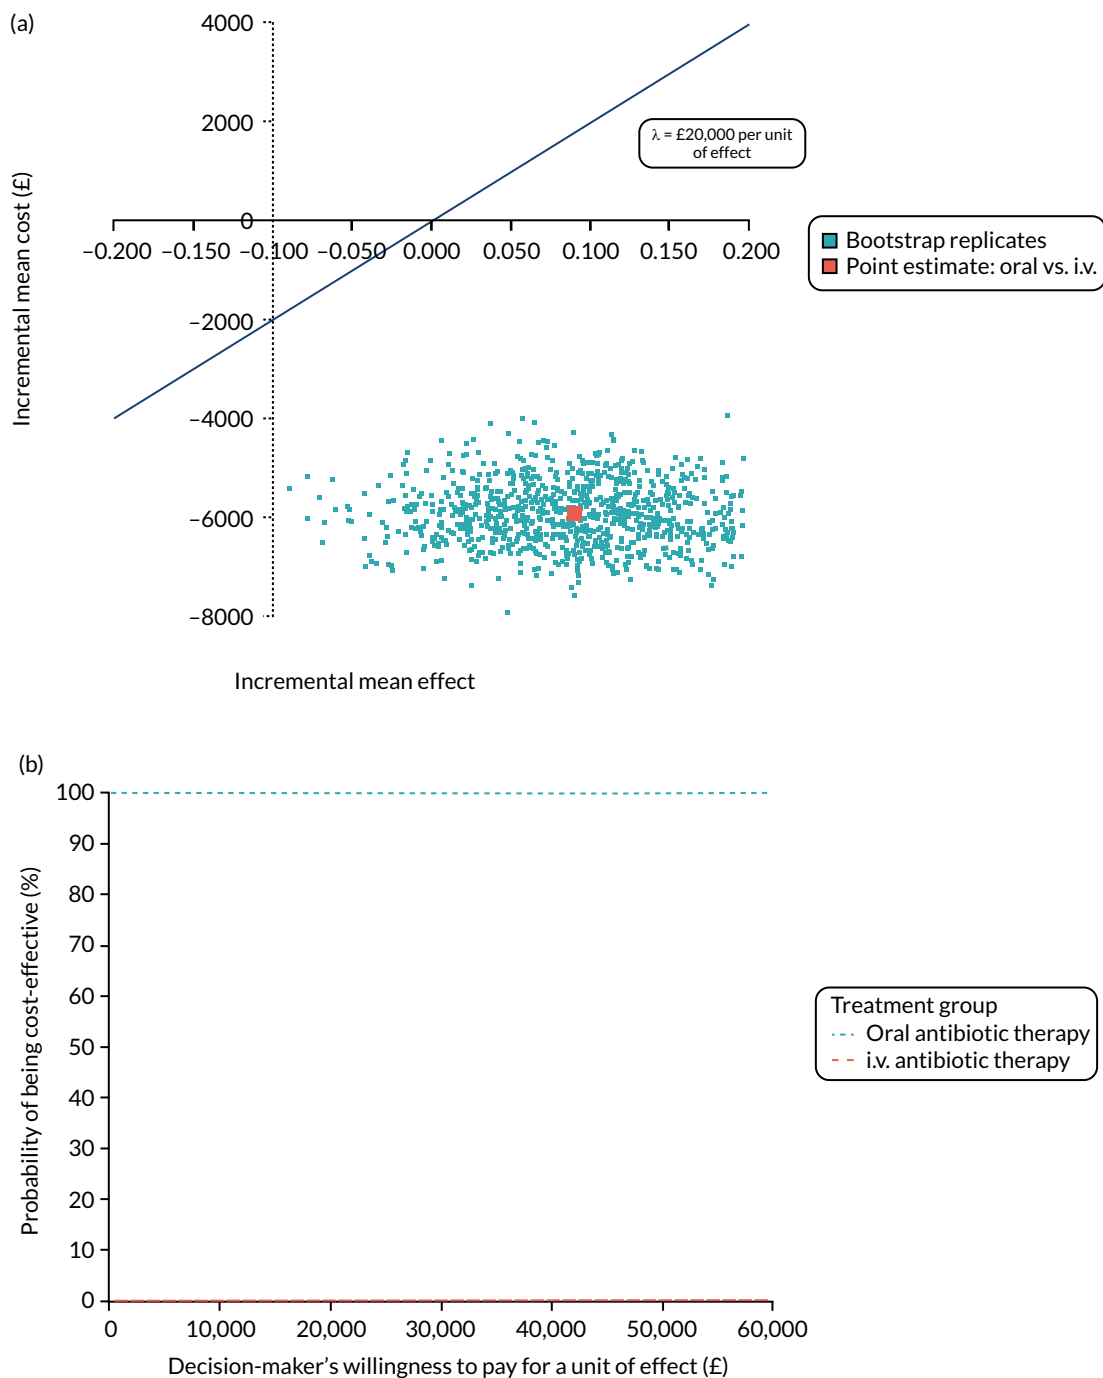 (a)
4000
2000
0
−2000
−4000
−6000
−8000
Incremental mean cost (£)
−0.200 −0.150 −0.100 −0.050 0.000 0.050 0.100 0.150 0.200
Incremental mean effect
λ = £20,000 per unit
of effect
Bootstrap replicates
Point estimate: oral vs. i.v.
(b)
100
90
80
70
60
50
40
30
20
10
0
Probability of being cost-effective (%)
0 10,000 20,000 30,000 40,000 50,000 60,000
Decision-maker’s willingness to pay for a unit of effect (£)
Treatment group
Oral antibiotic therapy
i.v. antibiotic therapy